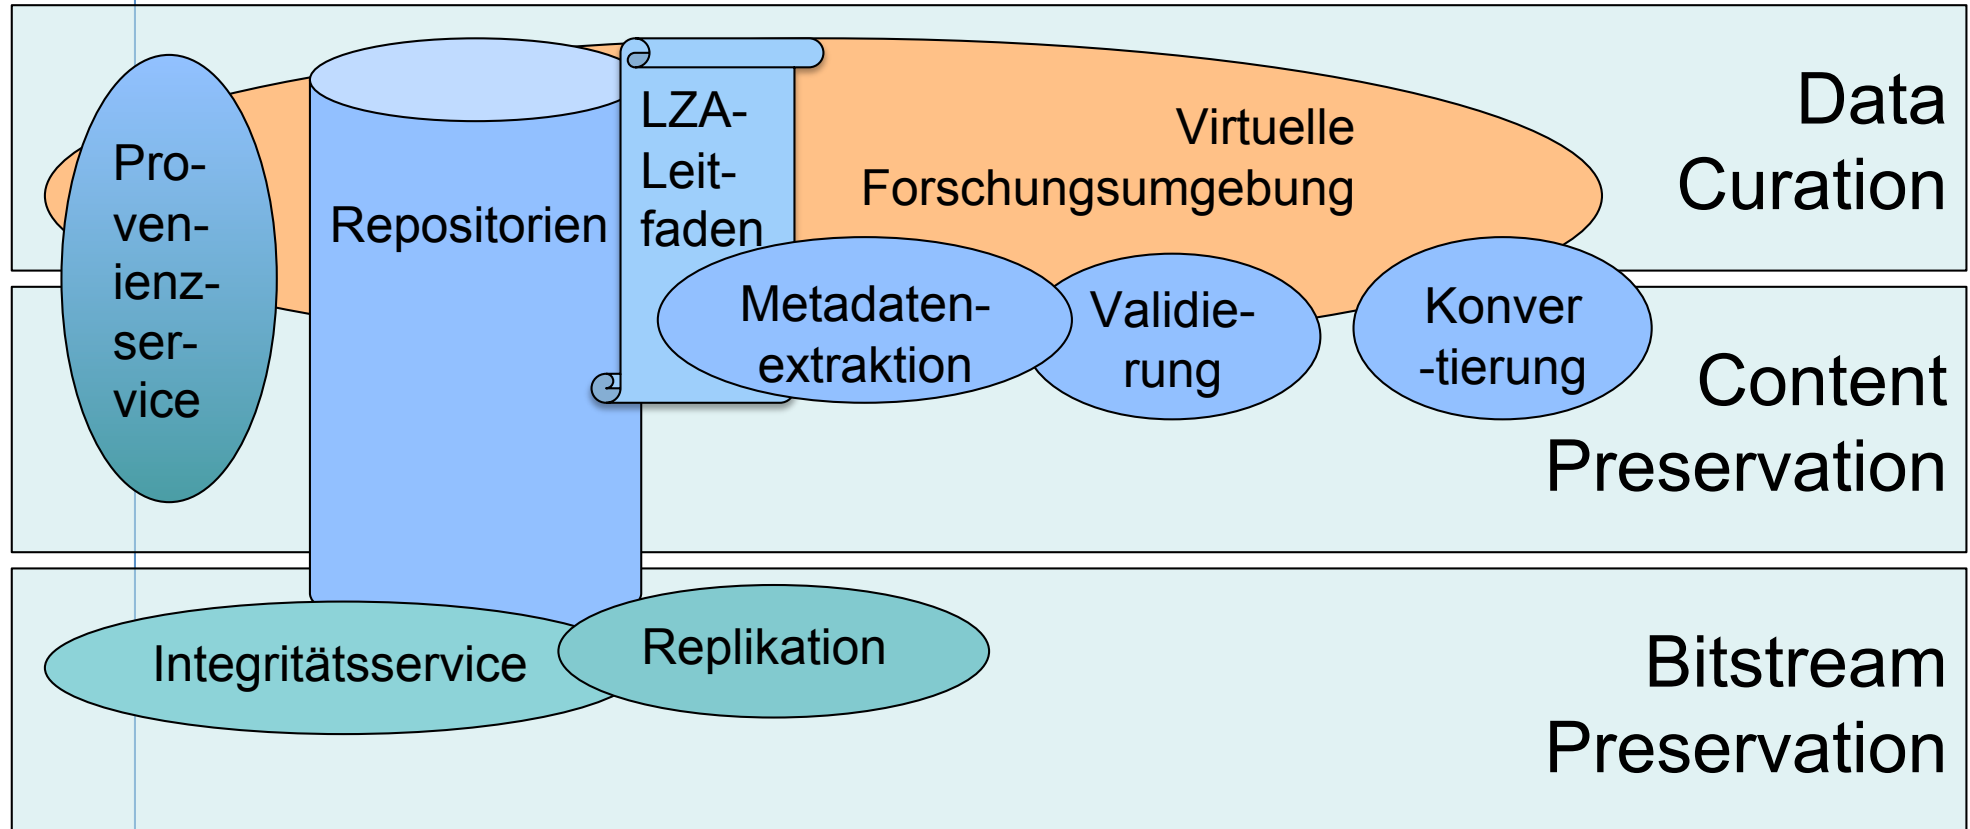 Data
Curation
Pro-
ven-
ienz-
ser-
vice
Repositorien
LZA-
Leit-
faden
Virtuelle
Forschungsumgebung
Metadaten-
extraktion
Validie-
rung
Konver
-tierung
Content
Preservation
Integritätsservice
Replikation
Bitstream
Preservation